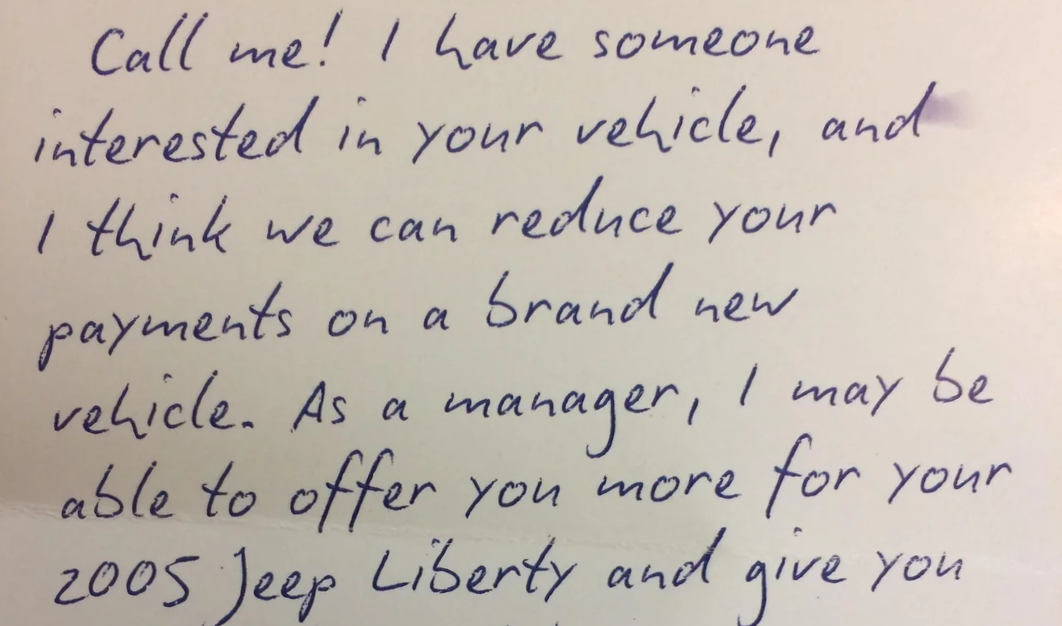 Call me! I have someone
interested in your vehicle, and
I think we can reduce your
payments on a brand new
vehicle. As a manager, I may be
able to offer you more for your
2005 Jeep Liberty and give you